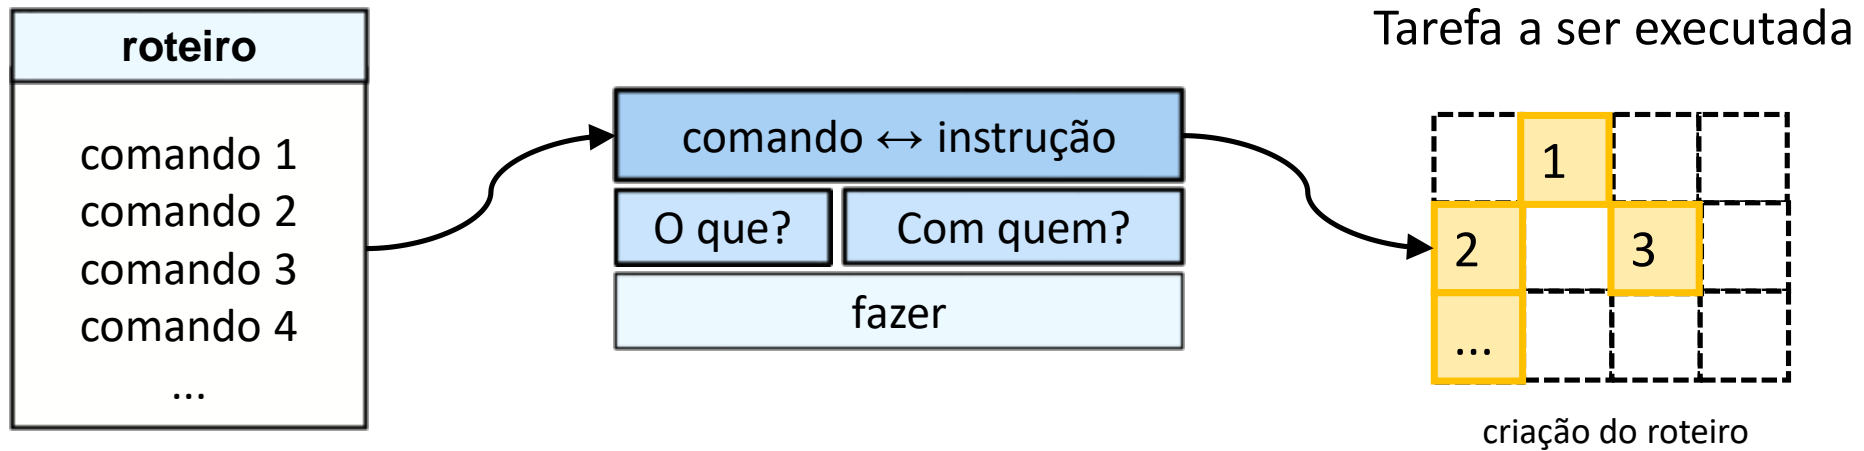 roteiro
comando 1
comando 2
comando 3
comando 4
...
comando ↔ instrução
O que?
Com quem?
fazer
Tarefa a ser executada
1
2
3
...
criação do roteiro